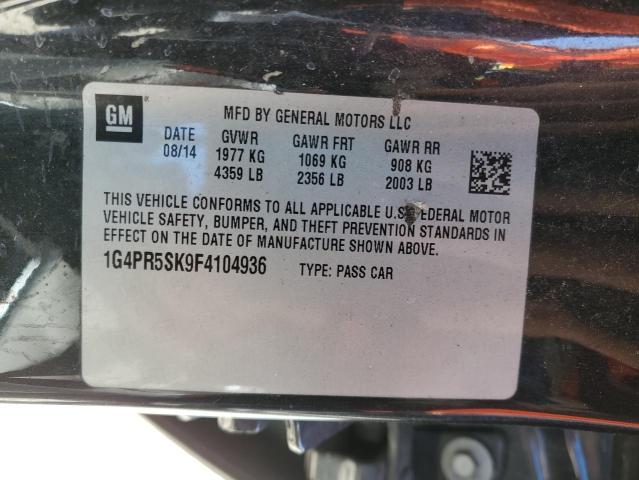 GM
MFD BY GENERAL MOTORS LLC
DATE GVWR GAWR FRT GAWR RR
08/14 1977 KG 1069 KG 908 KG
4359 LB 2356 LB 2003 LB
THIS VEHICLE CONFORMS TO ALL APPLICABLE U.S. FEDERAL MOTOR
VEHICLE SAFETY, BUMPER, AND THEFT PREVENTION STANDARDS IN
EFFECT ON THE DATE OF MANUFACTURE SHOWN ABOVE.
1G4PR5SK9F4104936 TYPE: PASS CAR